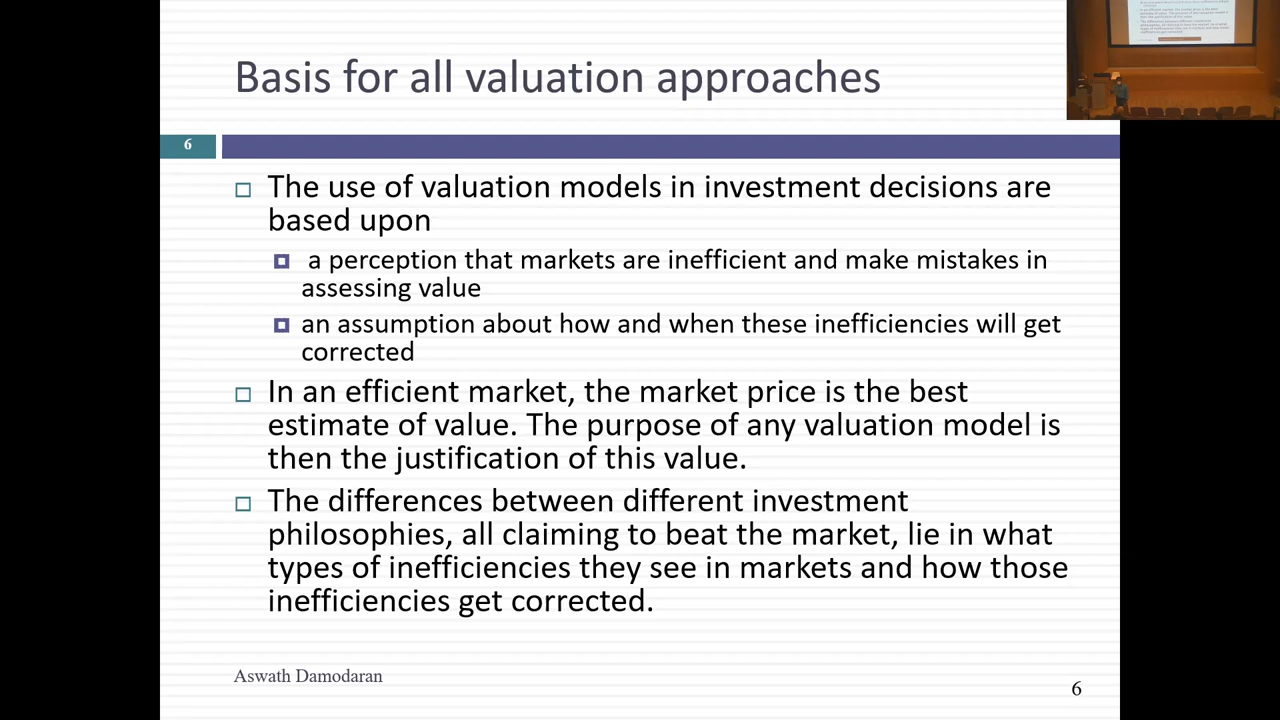 Basis for all valuation approaches
6
The use of valuation models in investment decisions are
based upon
a perception that markets are inefficient and make mistakes in
assessing value
an assumption about how and when these inefficiencies will get
corrected
In an efficient market, the market price is the best
estimate of value. The purpose of any valuation model is
then the justification of this value.
The differences between different investment
philosophies, all claiming to beat the market, lie in what
types of inefficiencies they see in markets and how those
inefficiencies get corrected.
Aswath Damodaran
6